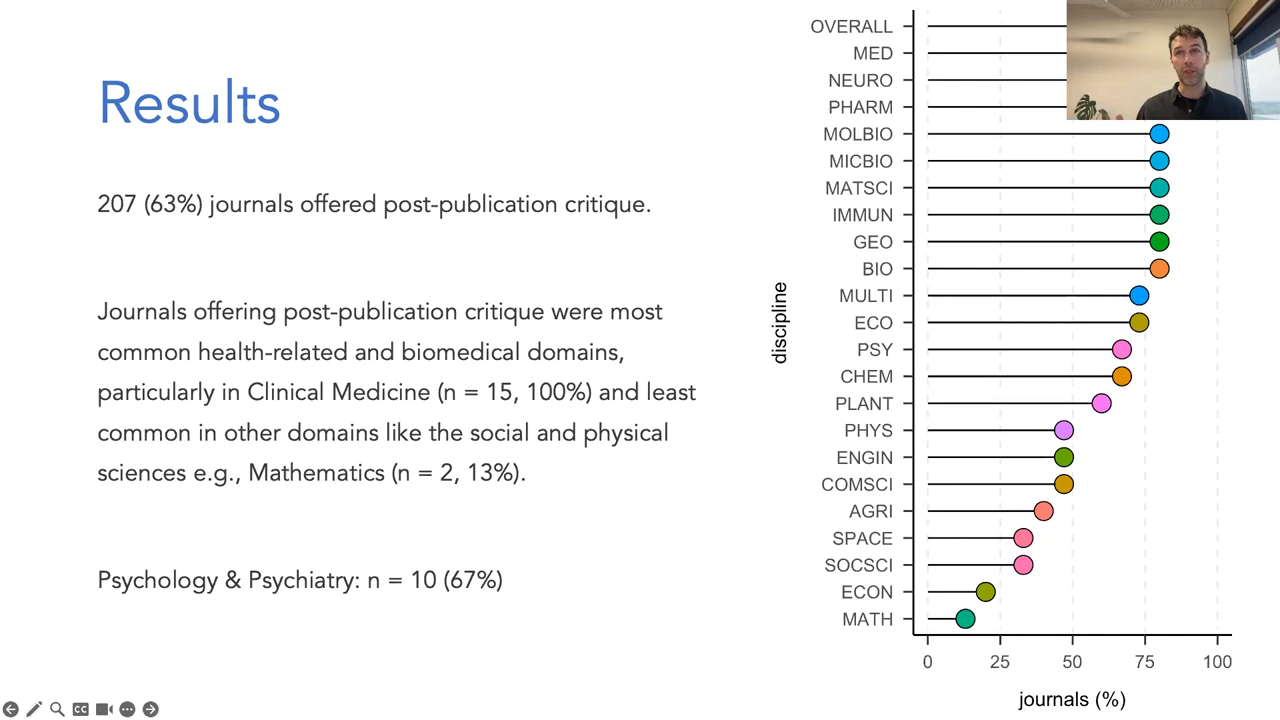 Results
207 (63%) journals offered post-publication critique.
Journals offering post-publication critique were most
common health-related and biomedical domains,
particularly in Clinical Medicine (n = 15, 100%) and least
common in other domains like the social and physical
sciences e.g., Mathematics (n = 2, 13%).
Psychology & Psychiatry: n = 10 (67%)
discipline
OVERALL
MED
NEURO
PHARM
MOLBIO
MICBIO
MATSCI
IMMUN
GEO
BIO
MULTI
ECO
PSY
CHEM
PLANT
PHYS
ENGIN
COMSCI
AGRI
SPACE
SOCSCI
ECON
MATH
0 25 50 75 100
journals (%)
CC